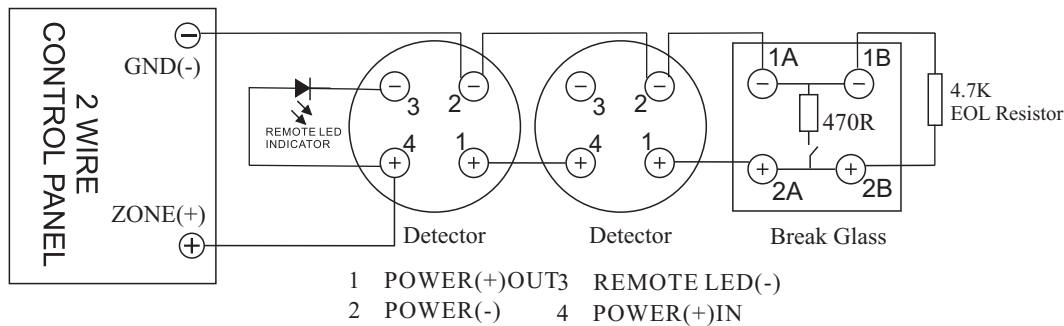 2 WIRE
CONTROL PANEL
GND(-)
ZONE(+)
REMOTE LED
INDICATOR
3
2
4
1
Detector
3
2
4
1
Detector
1A
1B
470R
2A
2B
Break Glass
4.7K
EOL Resistor
1 POWER(+)OUT3 REMOTE LED(-)
2 POWER(-) 4 POWER(+)IN